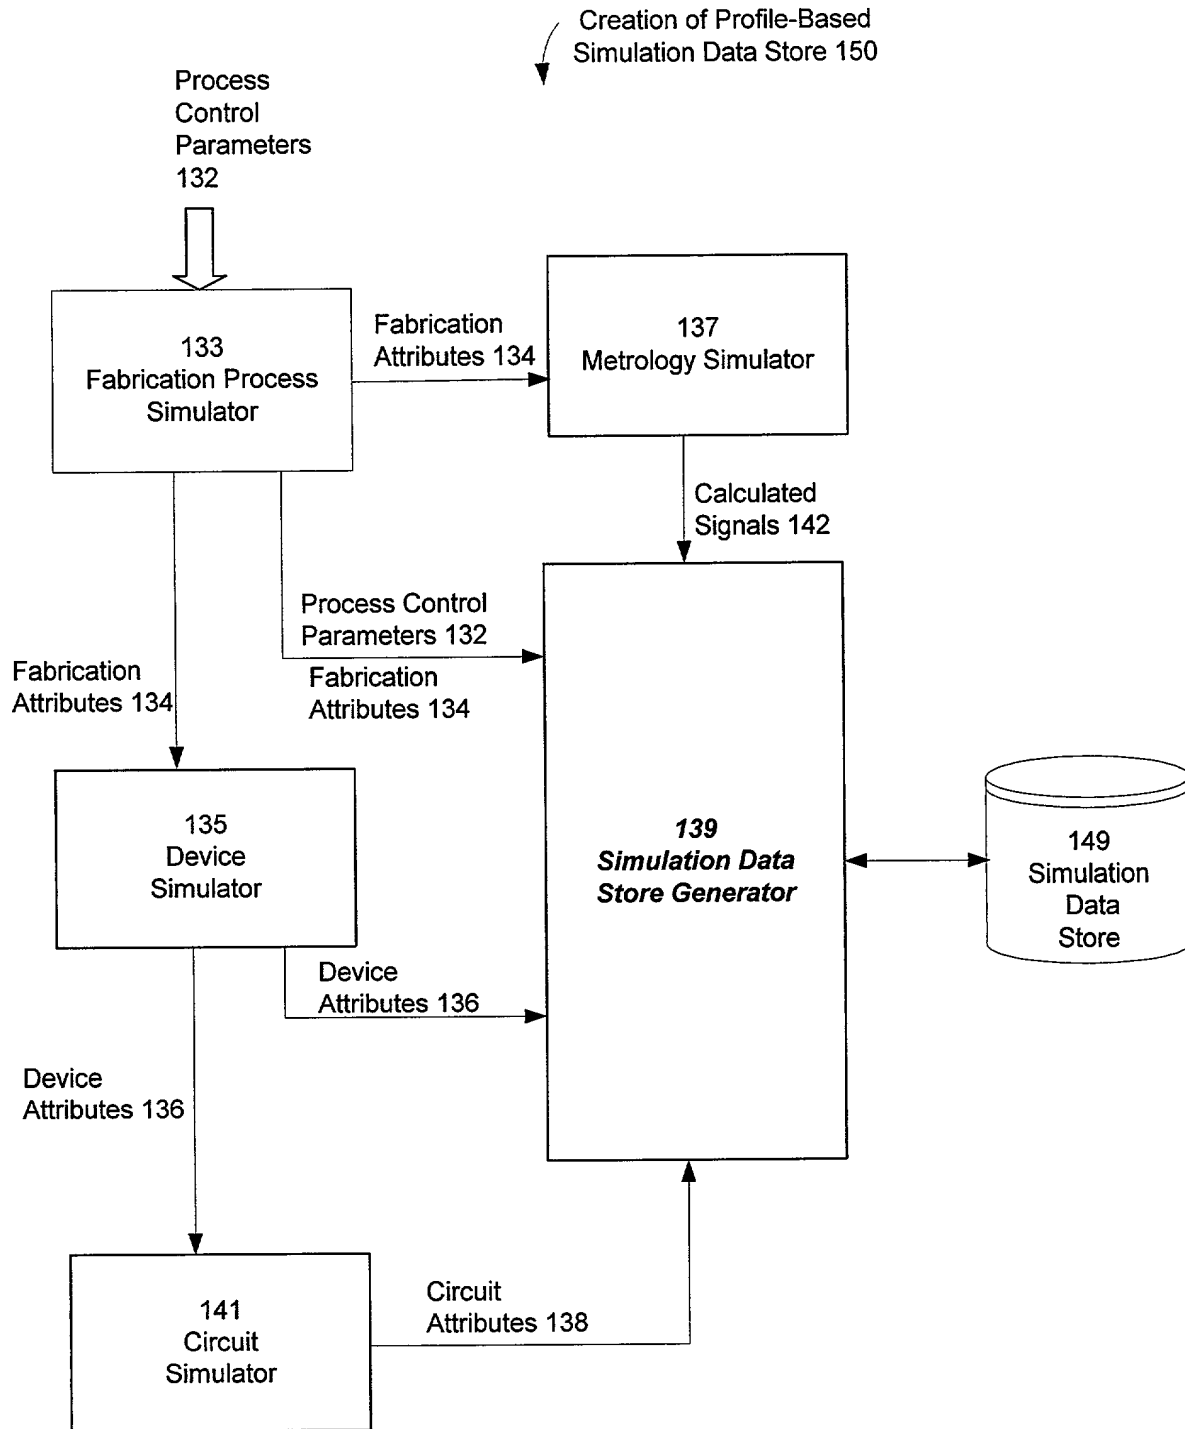 Creation of Profile-Based
Simulation Data Store 150
Process
Control
Parameters
132
133
Fabrication Process
Simulator
Fabrication
Attributes 134
137
Metrology Simulator
Calculated
Signals 142
Process Control
Parameters 132
Fabrication
Attributes 134
Fabrication
Attributes 134
135
Device
Simulator
139
Simulation Data
Store Generator
149
Simulation
Data
Store
Device
Attributes 136
Device
Attributes 136
141
Circuit
Simulator
Circuit
Attributes 138